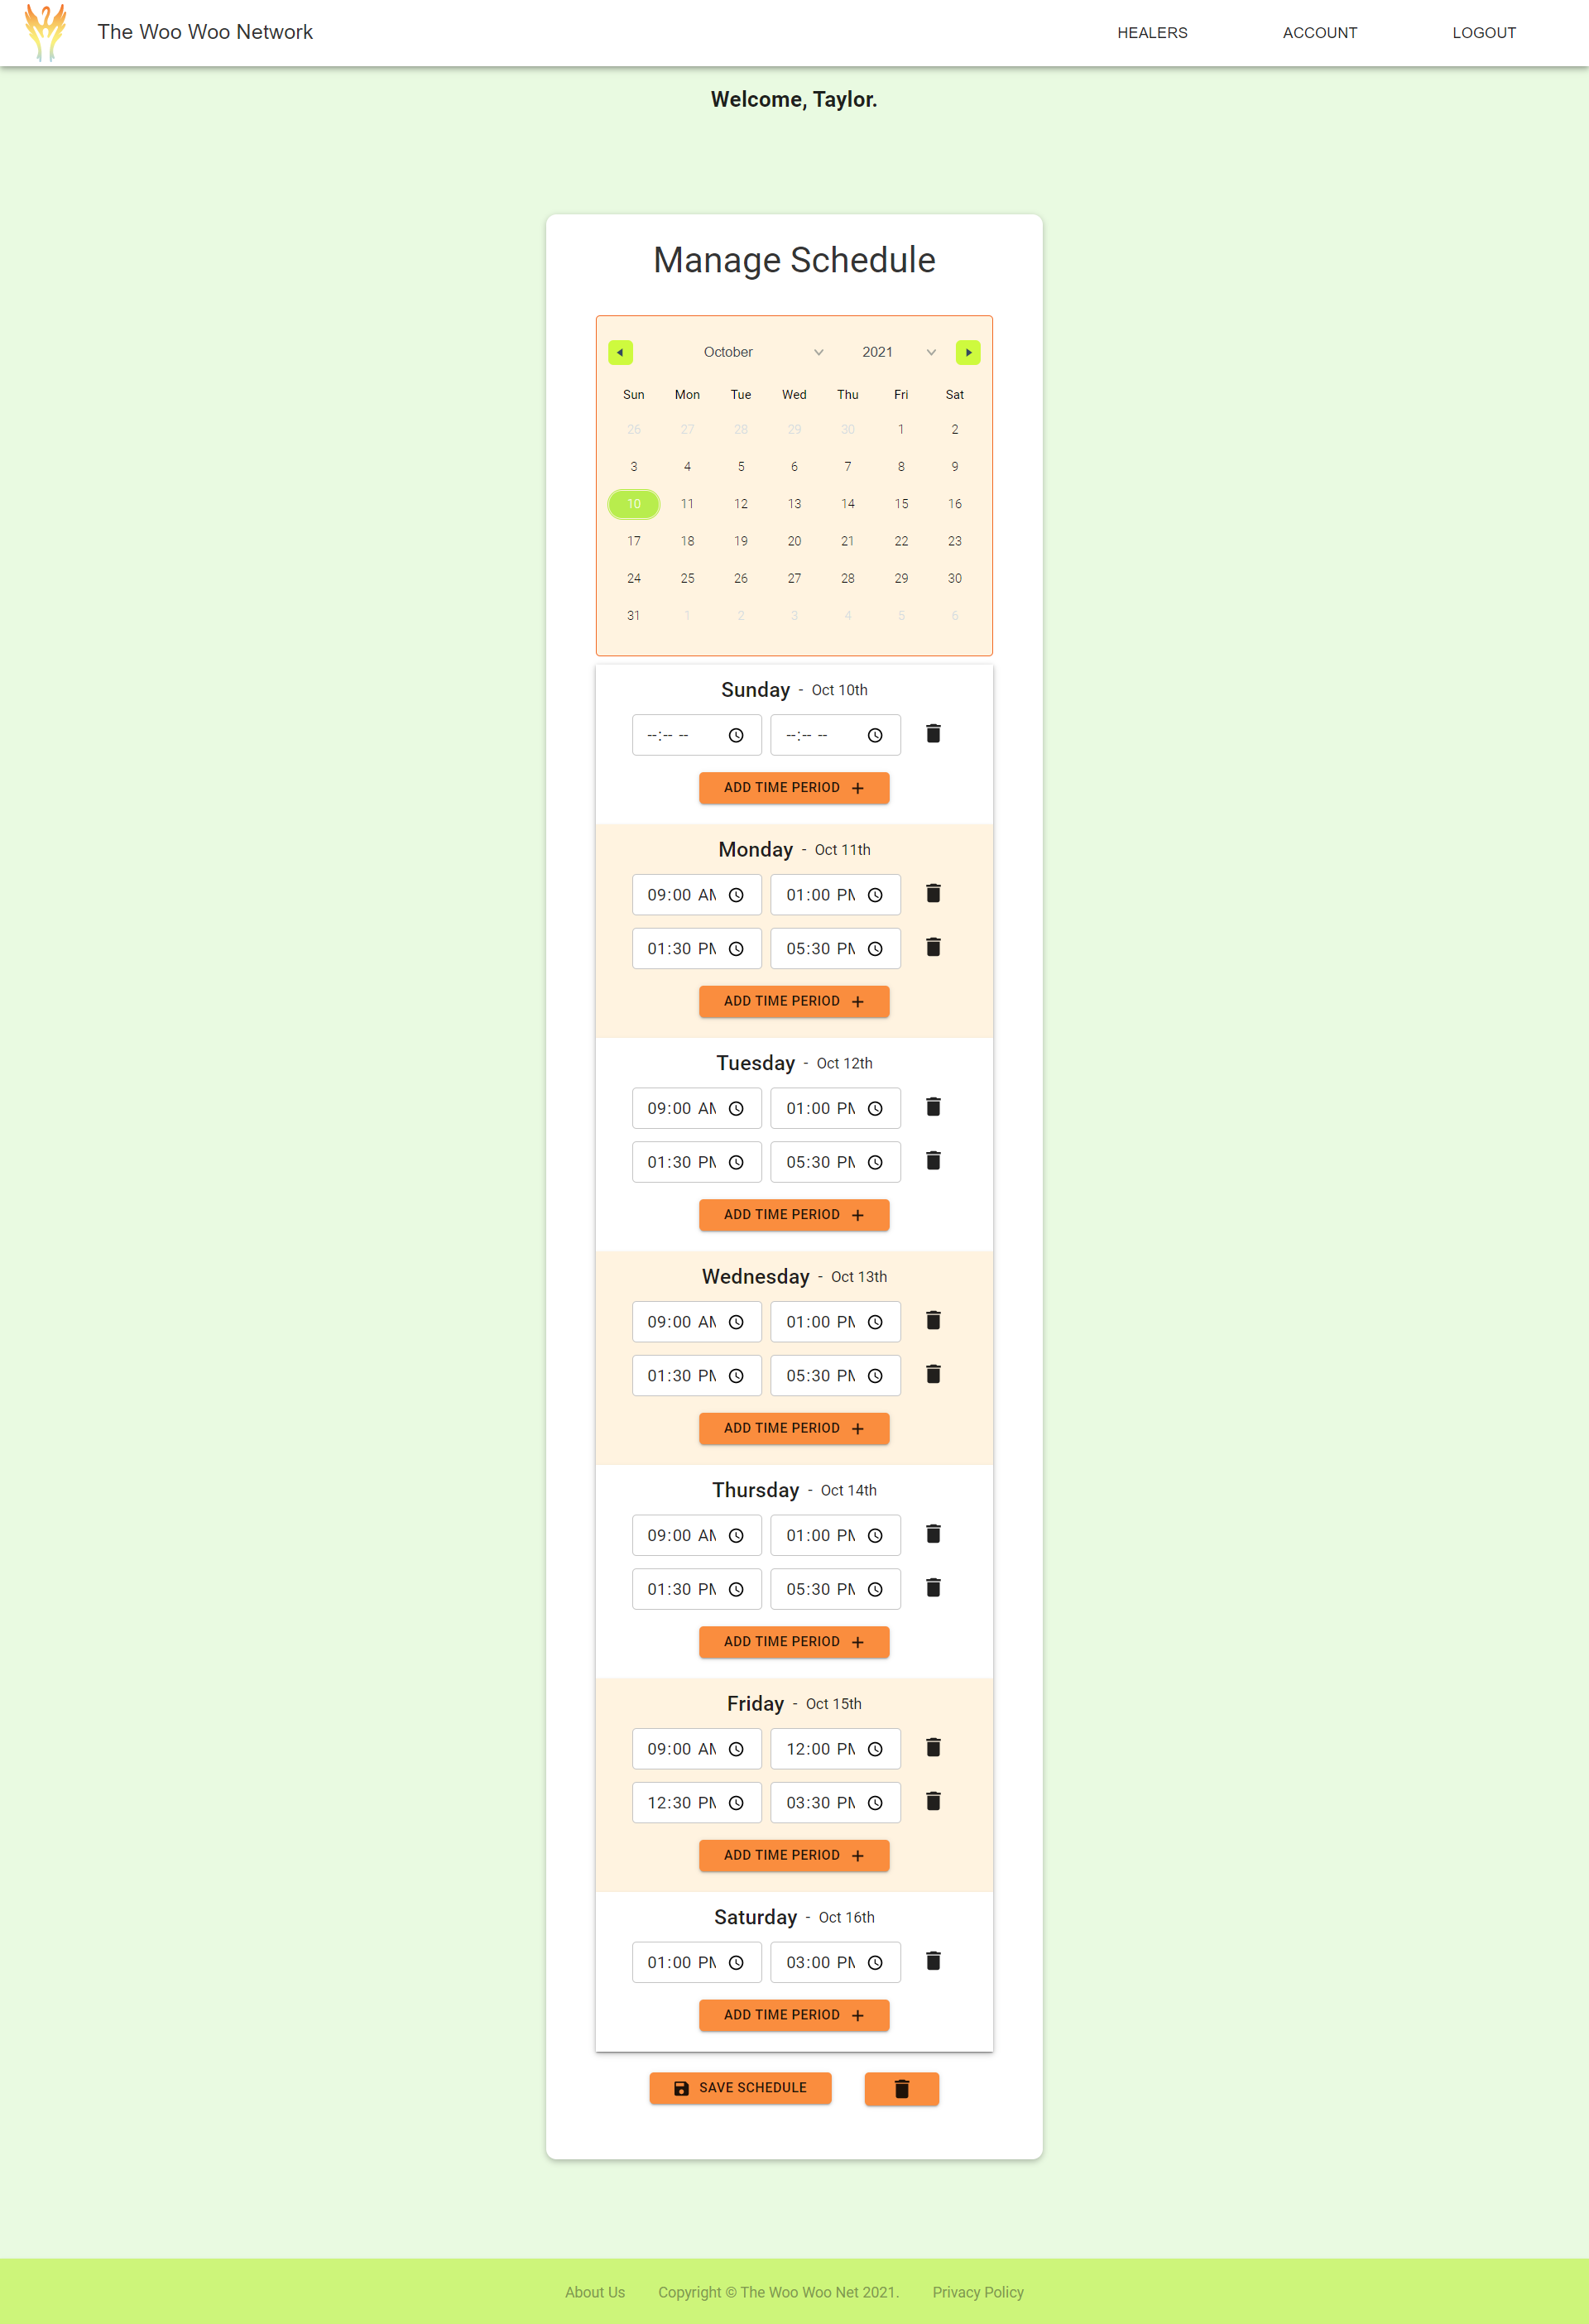 The Woo Woo Network HEALERS ACCOUNT LOGOUT
Welcome, Taylor.
Manage Schedule
October 2021
Sun Mon Tue Wed Thu Fri Sat
26 27 28 29 30 1 2
3 4 5 6 7 8 9
10 11 12 13 14 15 16
17 18 19 20 21 22 23
24 25 26 27 28 29 30
31 1 2 3 4 5 6
Sunday - Oct 10th
--:-- -- --:-- --
ADD TIME PERIOD +
Monday - Oct 11th
09:00 AM 01:00 PM
01:30 PM 05:30 PM
ADD TIME PERIOD +
Tuesday - Oct 12th
09:00 AM 01:00 PM
01:30 PM 05:30 PM
ADD TIME PERIOD +
Wednesday - Oct 13th
09:00 AM 01:00 PM
01:30 PM 05:30 PM
ADD TIME PERIOD +
Thursday - Oct 14th
09:00 AM 01:00 PM
01:30 PM 05:30 PM
ADD TIME PERIOD +
Friday - Oct 15th
09:00 AM 12:00 PM
12:30 PM 03:30 PM
ADD TIME PERIOD +
Saturday - Oct 16th
01:00 PM 03:00 PM
ADD TIME PERIOD +
SAVE SCHEDULE
About Us Copyright © The Woo Woo Net 2021. Privacy Policy